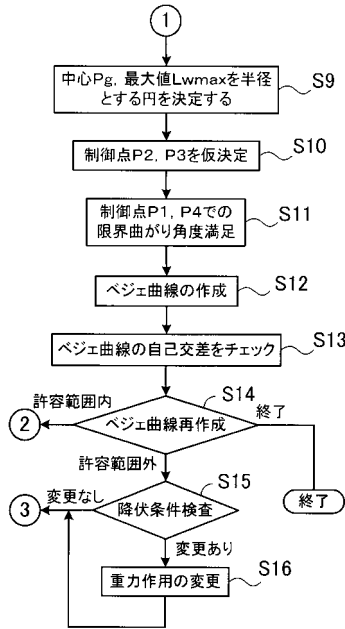 1
中心Pg, 最大値Lwmaxを半径
とする円を決定する
S9
制御点P2, P3を仮決定
S10
制御点P1, P4での
限界曲がり角度満足
S11
ベジェ曲線の作成
S12
ベジェ曲線の自己交差をチェック
S13
許容範囲内
S14
終了
2
ベジェ曲線再作成
許容範囲外
S15
終了
変更なし
3
降伏条件検査
変更あり
重力作用の変更
S16